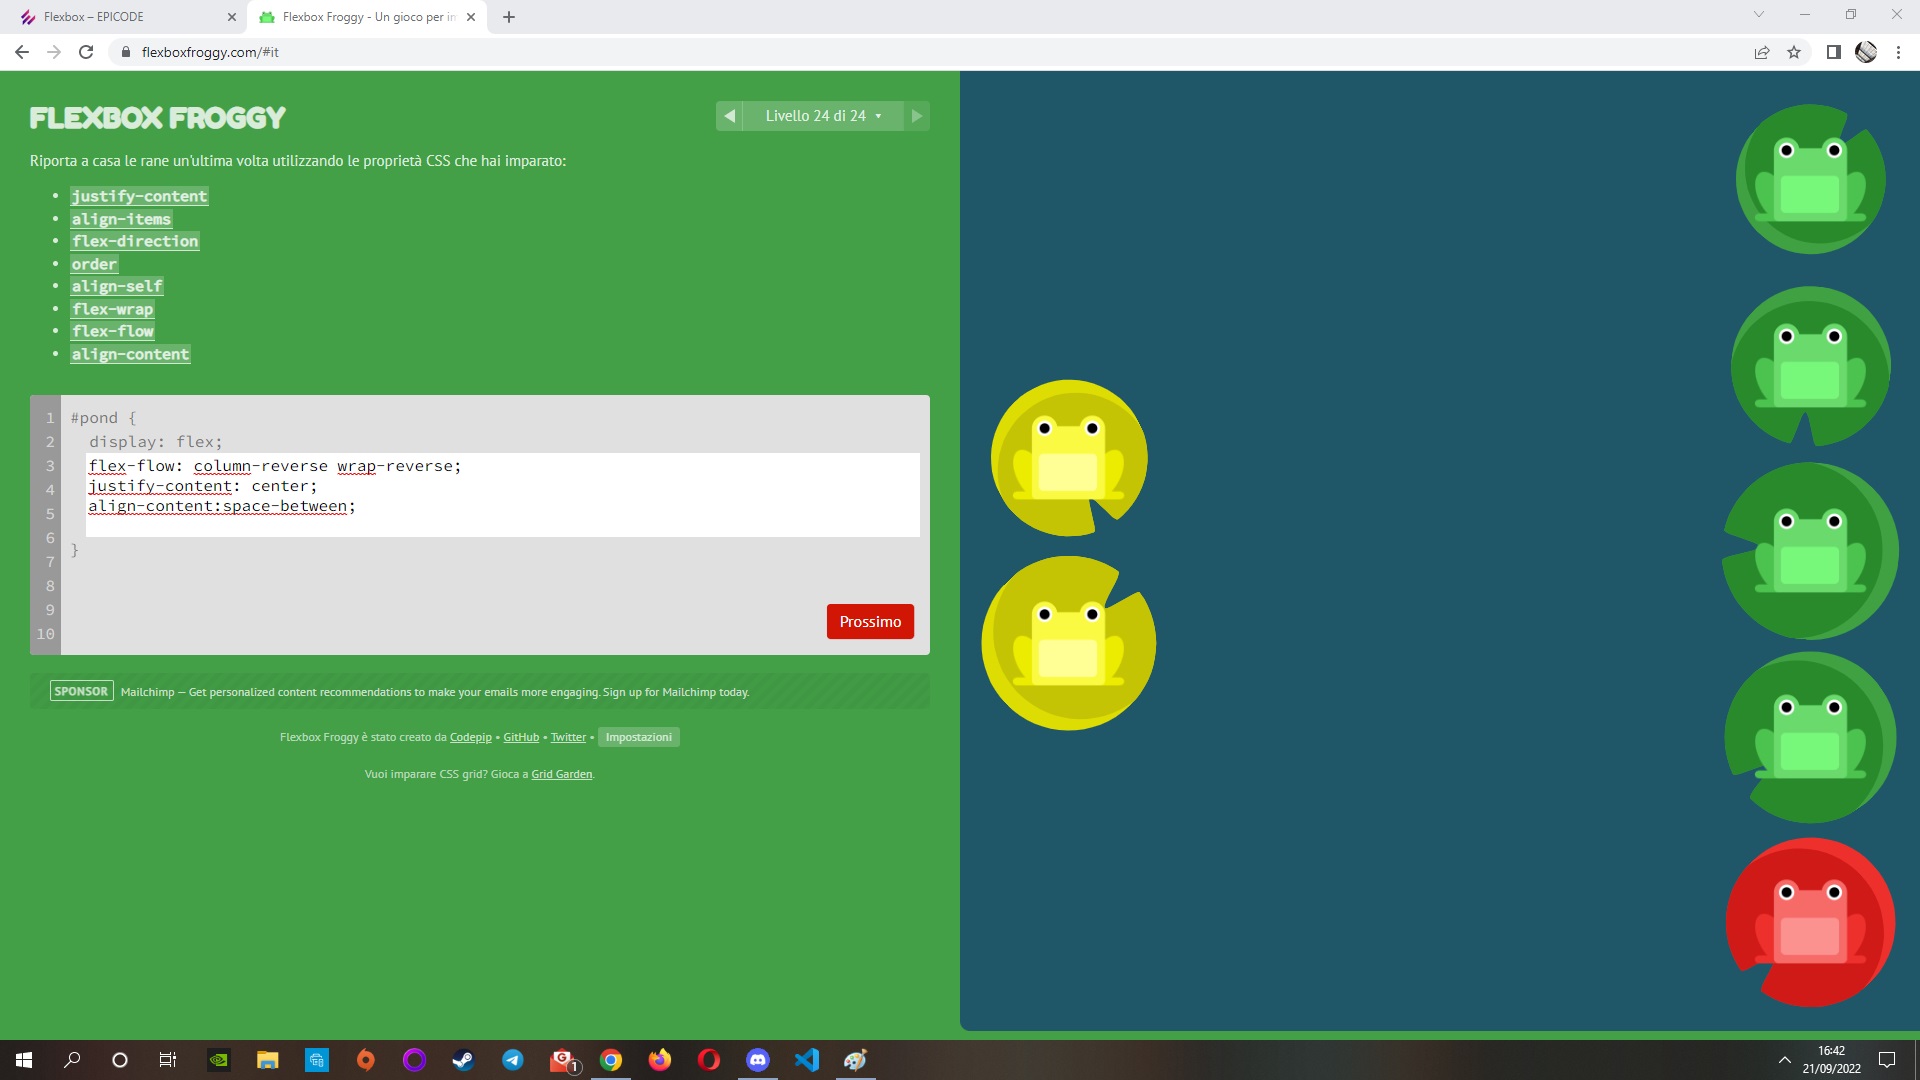 Flexbox – EPICODE
Flexbox Froggy - Un gioco per im
flexboxfroggy.com/#it
FLEXBOX FROGGY
Livello 24 di 24
Riporta a casa le rane un'ultima volta utilizzando le proprietà CSS che hai imparato:
justify-content
align-items
flex-direction
order
align-self
flex-wrap
flex-flow
align-content
1 #pond {
2 display: flex;
3 flex-flow: column-reverse wrap-reverse;
4 justify-content: center;
5 align-content:space-between;
6
7 }
8
9
10
Prossimo
SPONSOR Mailchimp — Get personalized content recommendations to make your emails more engaging. Sign up for Mailchimp today.
Flexbox Froggy è stato creato da Codepip • GitHub • Twitter • Impostazioni
Vuoi imparare CSS grid? Gioca a Grid Garden.
G
1
16:42
21/09/2022